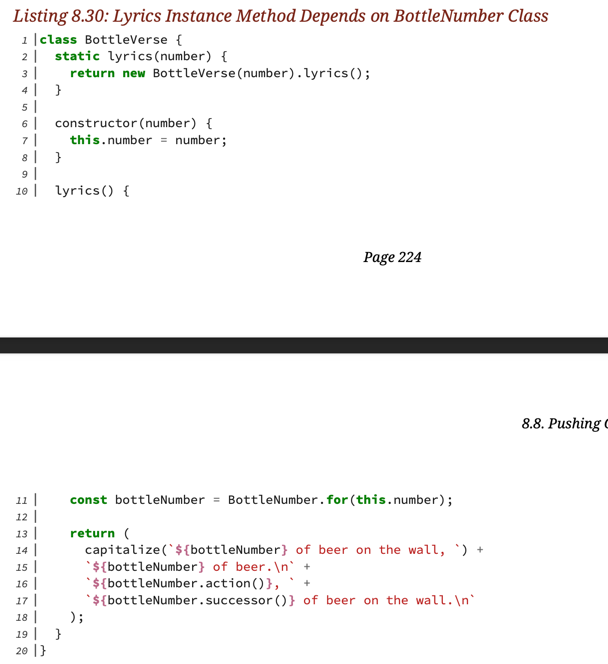 Listing 8.30: Lyrics Instance Method Depends on BottleNumber Class
1 |class BottleVerse {
2 |  static lyrics(number) {
3 |    return new BottleVerse(number).lyrics();
4 |  }
5 |
6 |  constructor(number) {
7 |    this.number = number;
8 |  }
9 |
10 |  lyrics() {
Page 224
8.8. Pushing
11 |    const bottleNumber = BottleNumber.for(this.number);
12 |
13 |    return (
14 |      capitalize(`${bottleNumber} of beer on the wall, `) +
15 |      `${bottleNumber} of beer.\n` +
16 |      `${bottleNumber.action()}, ` +
17 |      `${bottleNumber.successor()} of beer on the wall.\n`
18 |    );
19 |  }
20 |}